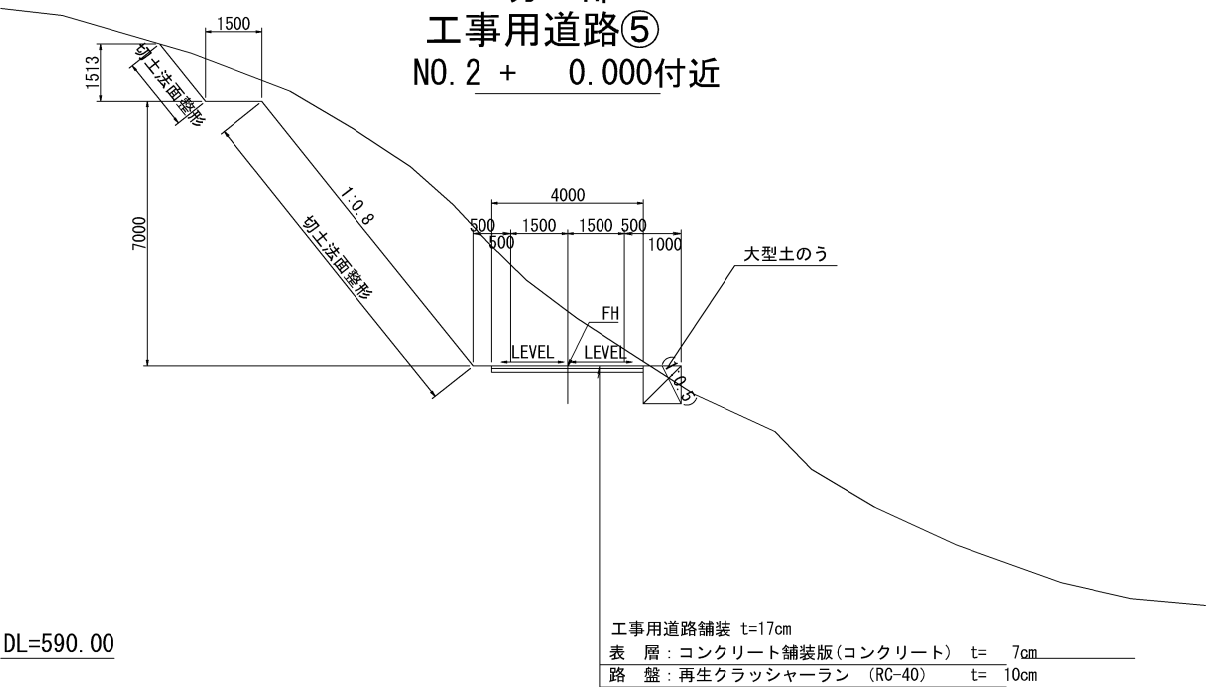 工事用道路⑤
NO.2 + 0.000付近
1500
1513
切土法面整形
7000
1:0.8
切土法面整形
4000
500
1500
1500
500
500
1000
大型土のう
FH
LEVEL
LEVEL
1:0.5
DL=590.00
工事用道路舗装 t=17cm
表 層：コンクリート舗装版(コンクリート) t= 7cm
路 盤：再生クラッシャーラン (RC-40) t= 10cm